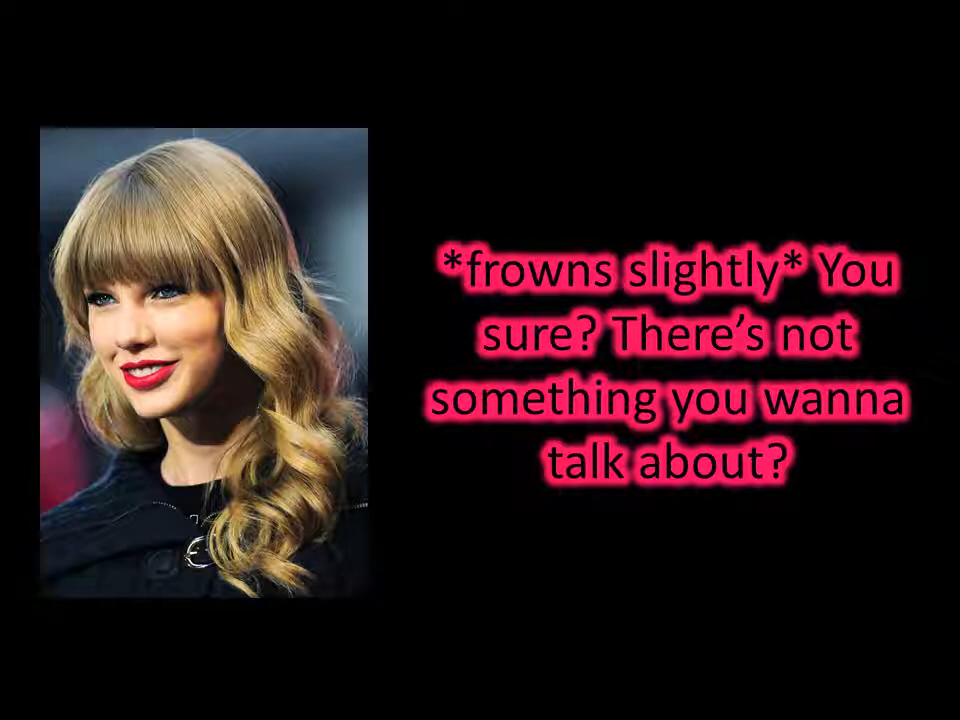 *frowns slightly* You
sure? There’s not
something you wanna
talk about?